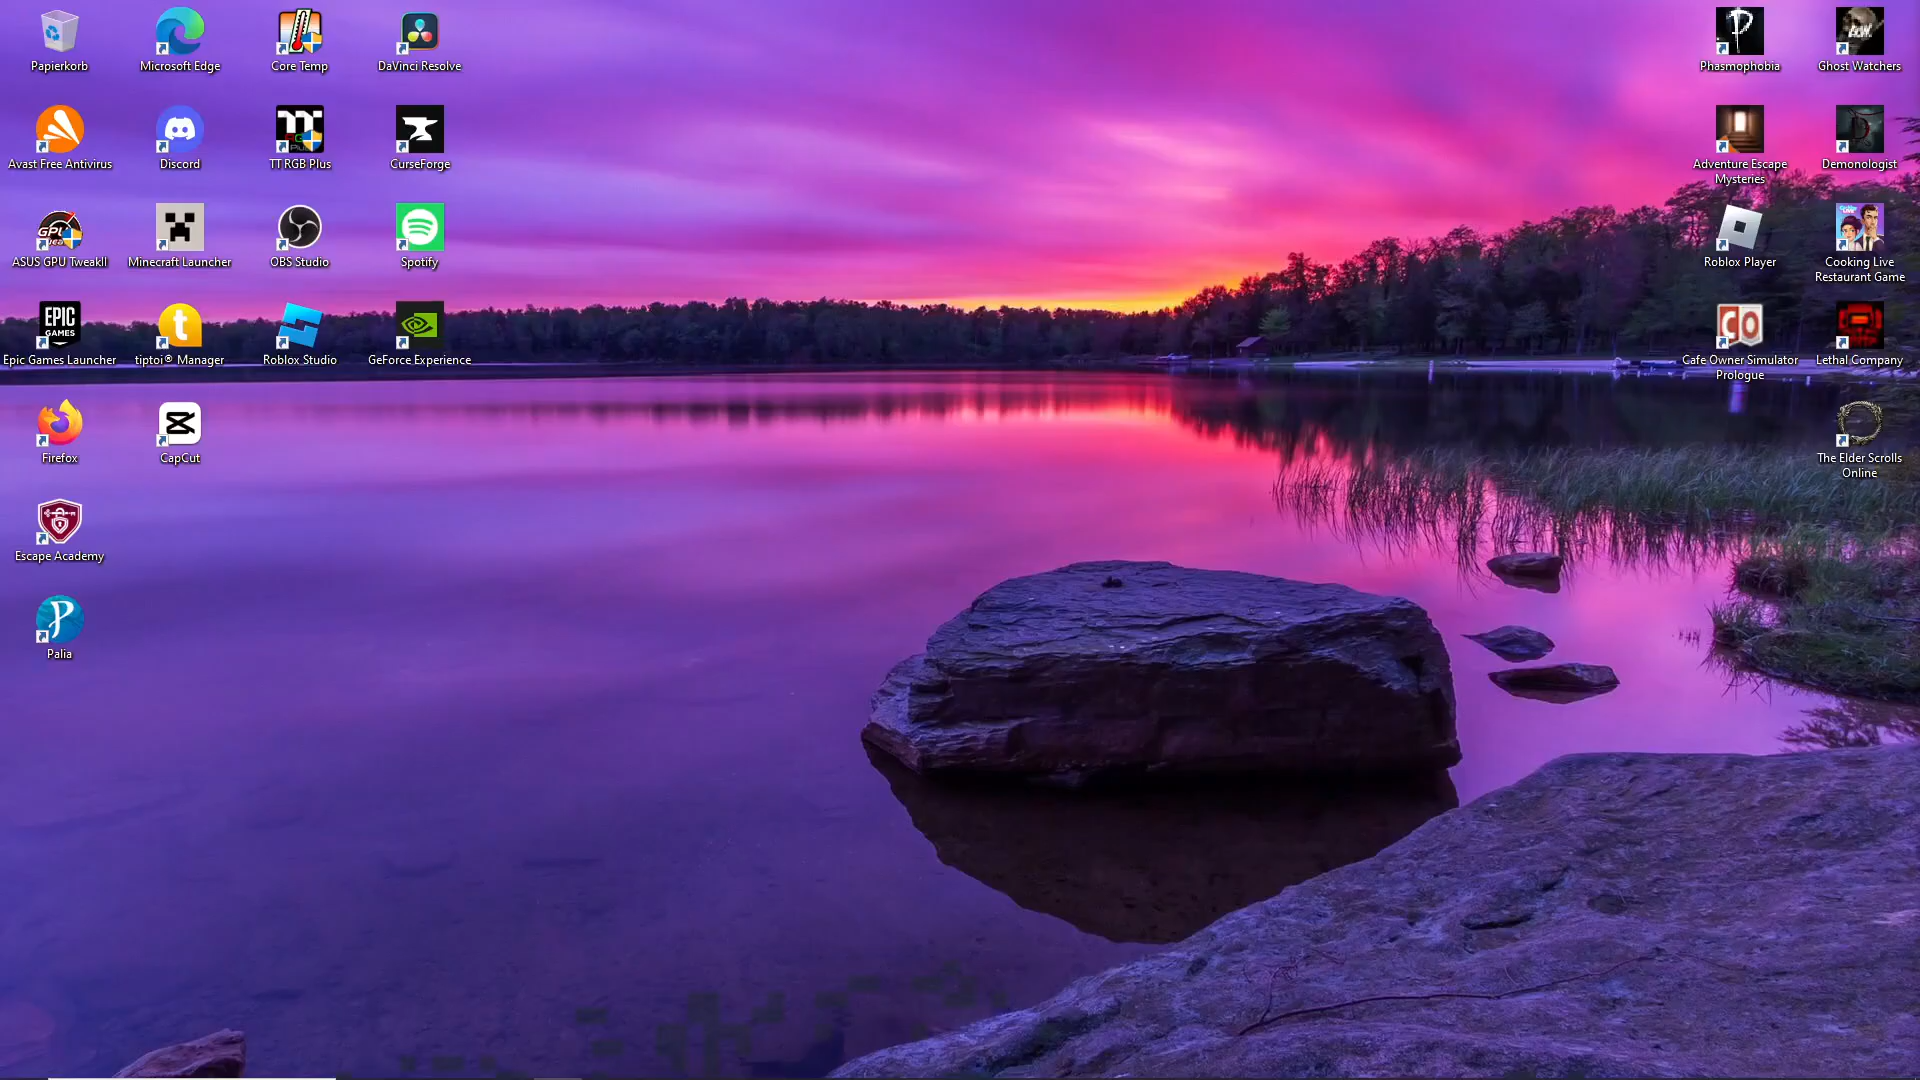 Papierkorb
Microsoft Edge
Core Temp
DaVinci Resolve
Phasmophobia
Ghost Watchers
Avast Free Antivirus
Discord
TT RGB Plus
CurseForge
Adventure Escape
Mysteries
Demonologist
ASUS GPU TweakII
Minecraft Launcher
OBS Studio
Spotify
Roblox Player
Cooking Live
Restaurant Game
EPIC
GAMES
Epic Games Launcher
tiptoi® Manager
Roblox Studio
GeForce Experience
CO
Cafe Owner Simulator
Prologue
Lethal Company
Firefox
CapCut
The Elder Scrolls
Online
Escape Academy
Palia